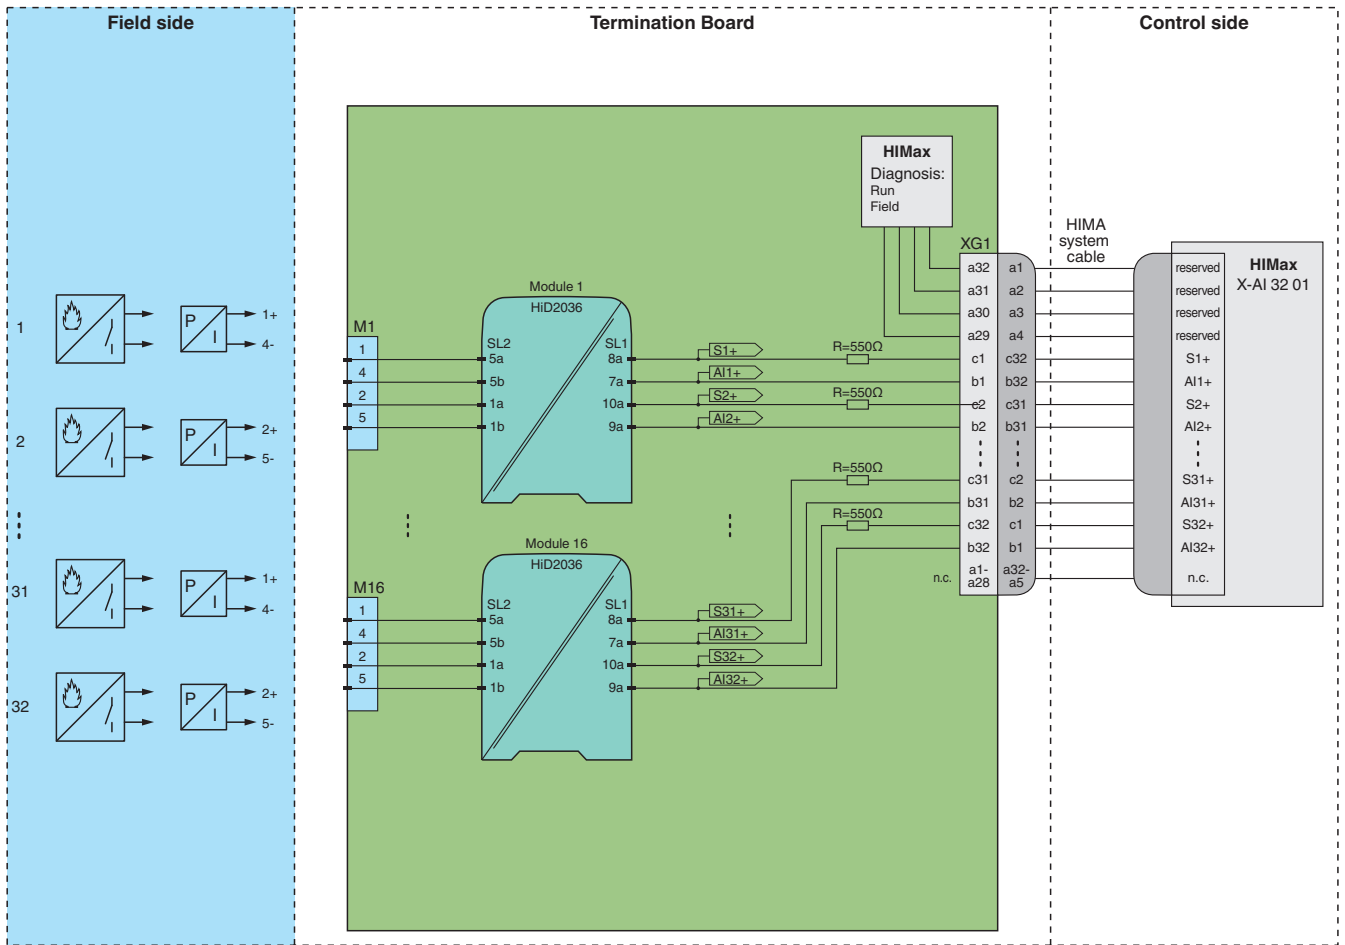 Field side
Termination Board
Control side
HIMax
Diagnosis:
Run
Field
XG1
HIMA
system
cable
HIMax
X-AI 32 01
a32 a1 reserved
a31 a2 reserved
a30 a3 reserved
a29 a4 reserved
c1 c32 S1+
b1 b32 AI1+
c2 c31 S2+
b2 b31 AI2+
c31 c2 S31+
b31 b2 AI31+
c32 c1 S32+
b32 b1 AI32+
a1- a32-
n.c. a28 a5 n.c.
1
1+
4-
2
2+
5-
31
1+
4-
32
2+
5-
P
I
P
I
P
I
P
I
M1
1
4
2
5
Module 1
HiD2036
SL2 SL1
5a 8a
5b 7a
1a 10a
1b 9a
S1+
AI1+
S2+
AI2+
R=550Ω
R=550Ω
R=550Ω
R=550Ω
M16
1
4
2
5
Module 16
HiD2036
SL2 SL1
5a 8a
5b 7a
1a 10a
1b 9a
S31+
AI31+
S32+
AI32+